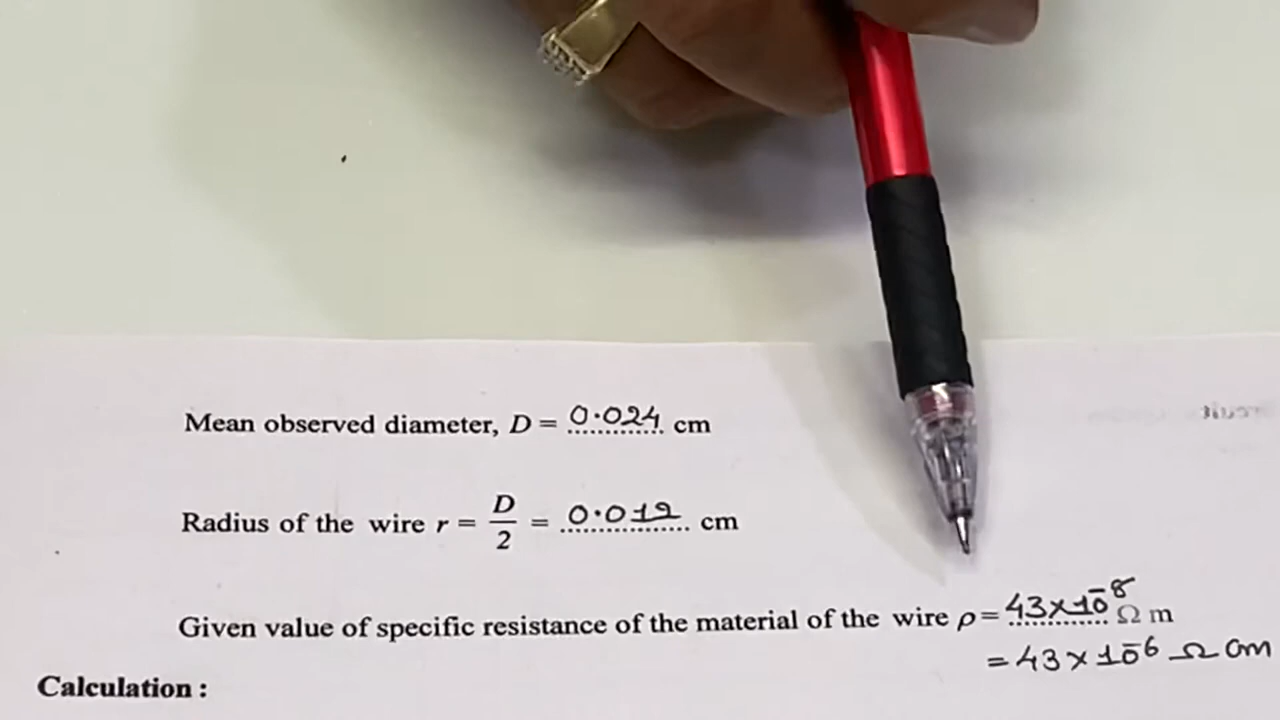 Mean observed diameter, D = 0.024 cm
Radius of the wire r = D/2 = 0.012 cm
Given value of specific resistance of the material of the wire ρ = 43×10⁻⁸ Ω m
= 43 × 10⁻⁶ Ω cm
Calculation :